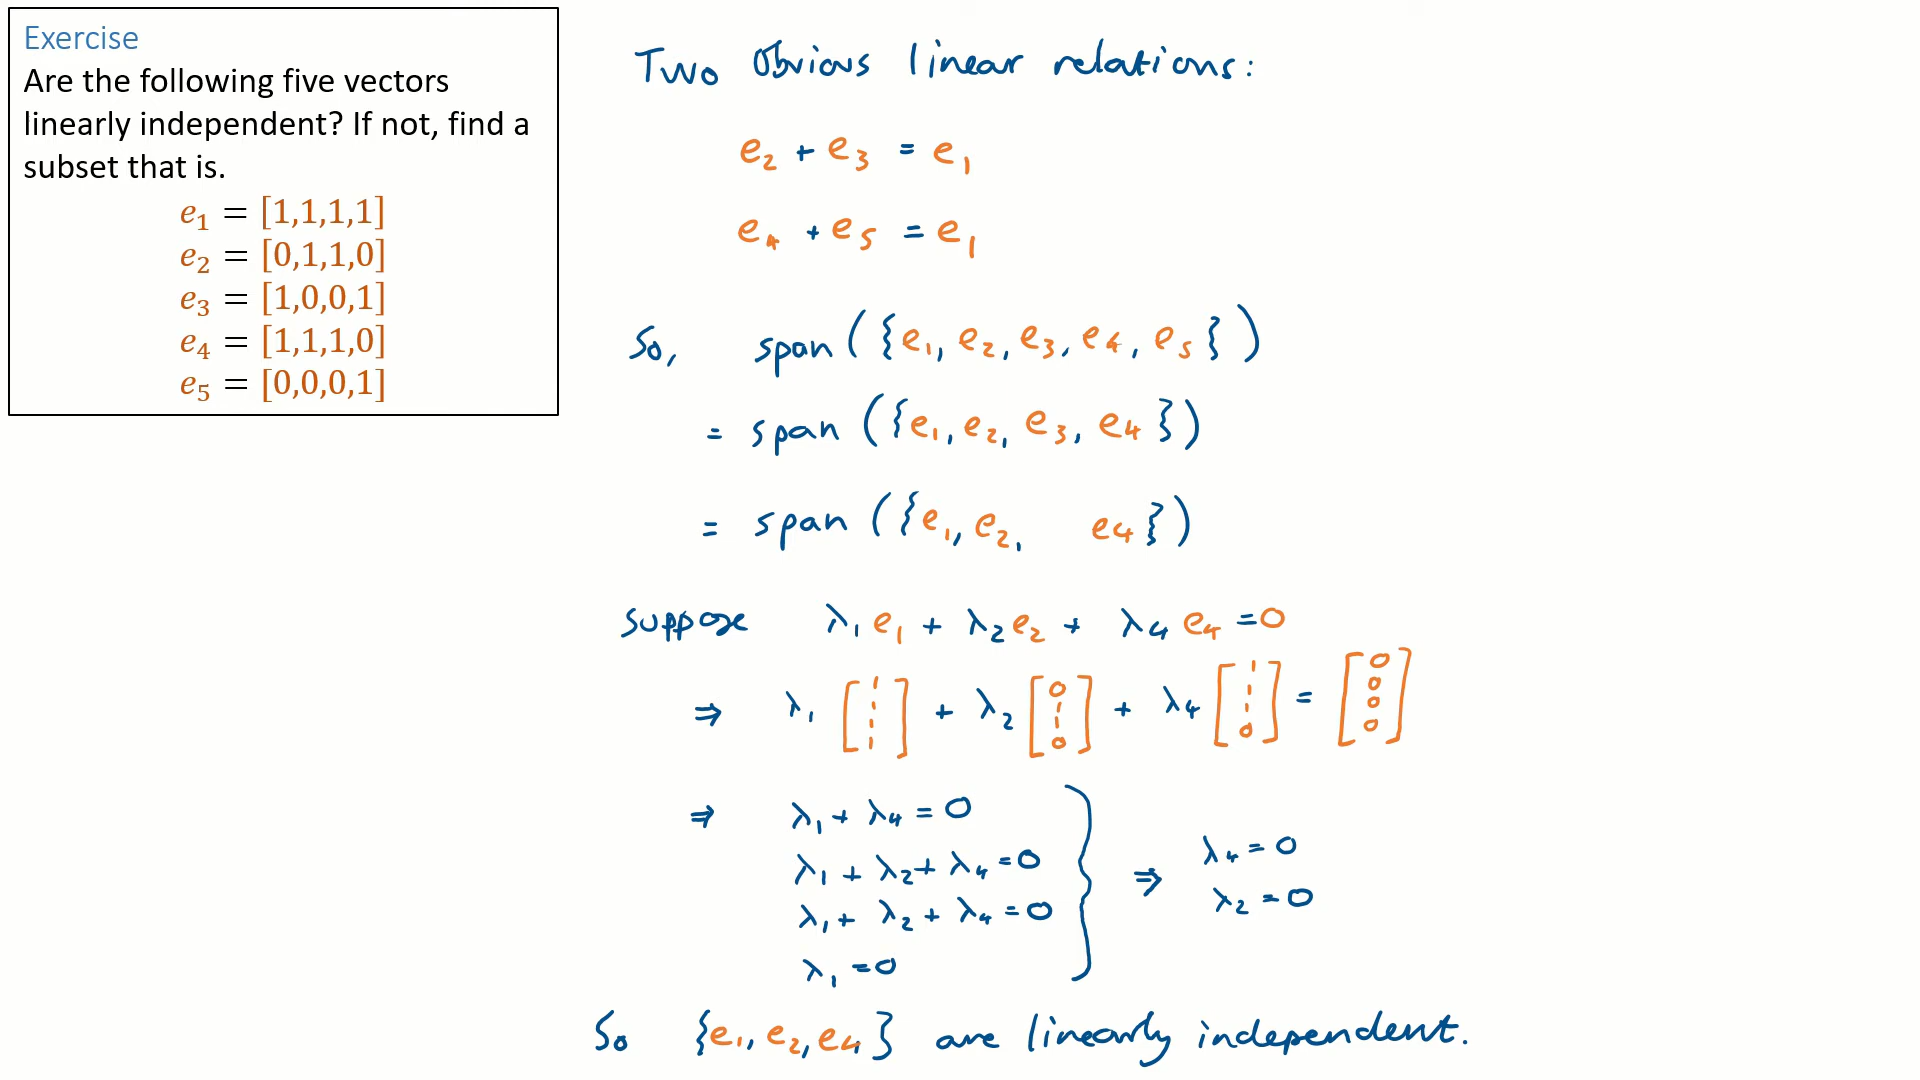 Exercise
Are the following five vectors
linearly independent? If not, find a
subset that is.
e₁ = [1,1,1,1]
e₂ = [0,1,1,0]
e₃ = [1,0,0,1]
e₄ = [1,1,1,0]
e₅ = [0,0,0,1]
Two obvious linear relations:
e₂ + e₃ = e₁
e₄ + e₅ = e₁
So, span ({e₁, e₂, e₃, e₄, e₅})
= span ({e₁, e₂, e₃, e₄})
= span ({e₁, e₂, e₄})
suppose λ₁e₁ + λ₂e₂ + λ₄e₄ = 0
⇒ λ₁ [1 1 1 1] + λ₂ [0 1 1 0] + λ₄ [1 1 1 0] = [0 0 0 0]
⇒ λ₁ + λ₄ = 0
λ₁ + λ₂ + λ₄ = 0
λ₁ + λ₂ + λ₄ = 0
λ₁ = 0
} ⇒ λ₄ = 0
λ₂ = 0
So {e₁, e₂, e₄} are linearly independent.